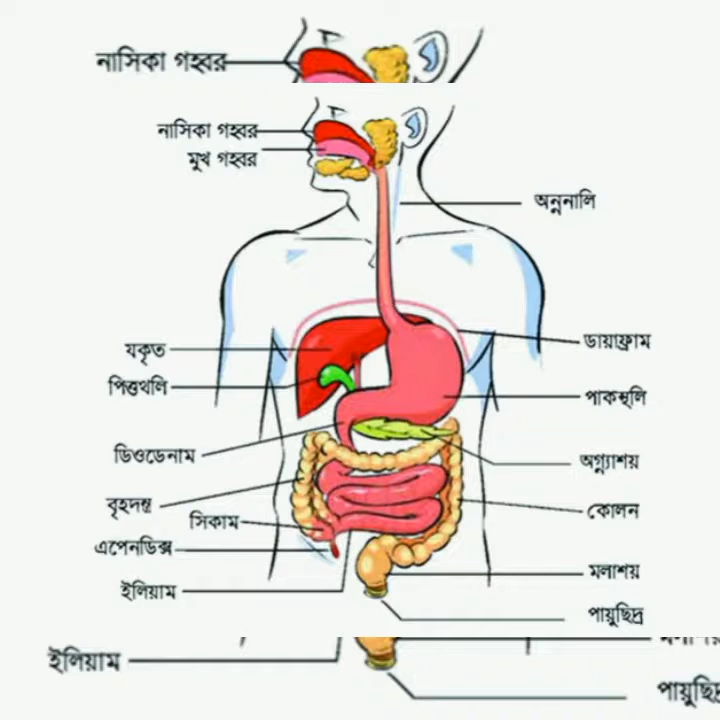 নাসিকা গহ্বর
নাসিকা গহ্বর
মুখ গহ্বর
অন্ননালি
ডায়াফ্রাম
যকৃত
পিত্তথলি
পাকস্থলি
ডিওডেনাম
অগ্ন্যাশয়
বৃহদন্ত্র
সিকাম
কোলন
এপেনডিক্স
মলাশয়
ইলিয়াম
পায়ুছিদ্র
ইলিয়াম